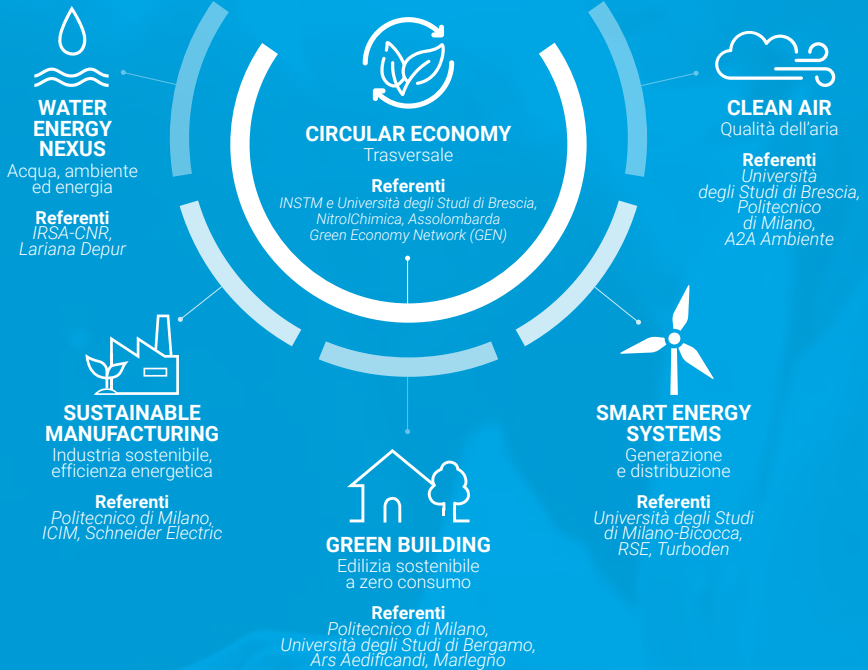 WATER
ENERGY
NEXUS
Acqua, ambiente
ed energia
Referenti
IRSA-CNR,
Lariana Depur
CIRCULAR ECONOMY
Trasversale
Referenti
INSTM e Università degli Studi di Brescia,
NitrolChimica, Assolombarda
Green Economy Network (GEN)
CLEAN AIR
Qualità dell'aria
Referenti
Università
degli Studi di Brescia,
Politecnico
di Milano,
A2A Ambiente
SUSTAINABLE
MANUFACTURING
Industria sostenibile,
efficienza energetica
Referenti
Politecnico di Milano,
ICIM, Schneider Electric
GREEN BUILDING
Edilizia sostenibile
a zero consumo
Referenti
Politecnico di Milano,
Università degli Studi di Bergamo,
Ars Aedificandi, Marlegno
SMART ENERGY
SYSTEMS
Generazione
e distribuzione
Referenti
Università degli Studi
di Milano-Bicocca,
RSE, Turboden